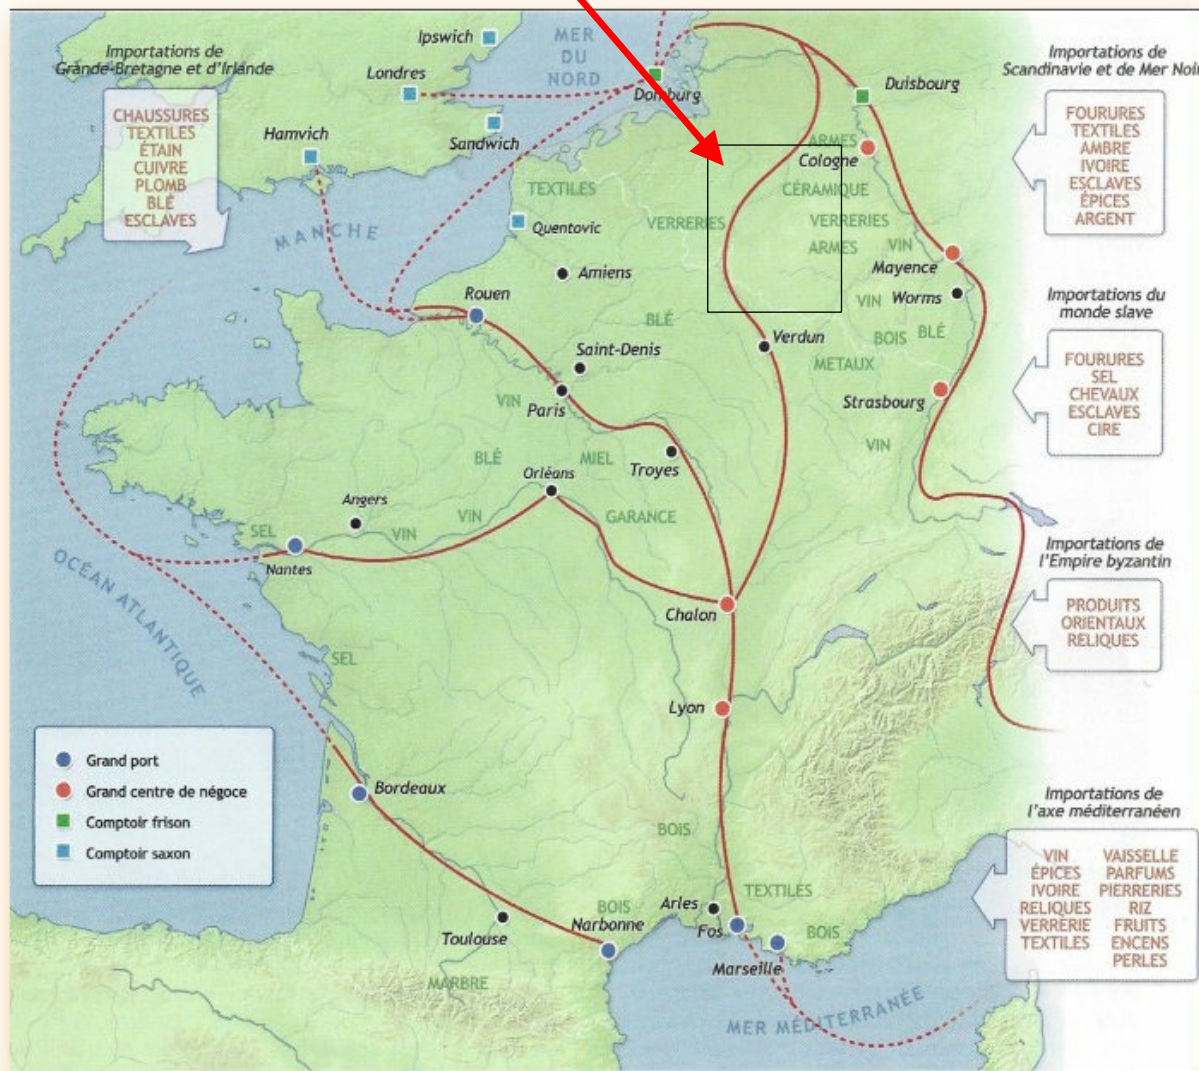 Importations de
Grande-Bretagne et d'Irlande
CHAUSSURES
TEXTILES
ÉTAIN
CUIVRE
PLOMB
BLÉ
ESCLAVES
Ipswich
Londres
Hamvich
Sandwich
MER
DU
NORD
Domburg
Duisbourg
Importations de
Scandinavie et de Mer Noir
FOURURES
TEXTILES
AMBRE
IVOIRE
ESCLAVES
ÉPICES
ARGENT
ARMES
Cologne
CÉRAMIQUE
TEXTILES
VERRERIES
VERRERIES
ARMES
VIN
Quentovic
MANCHE
Amiens
Mayence
Worms
VIN
Rouen
BLÉ
BOIS
BLÉ
Verdun
METAUX
Saint-Denis
Paris
VIN
Strasbourg
VIN
Importations du
monde slave
FOURURES
SEL
CHEVAUX
ESCLAVES
CIRE
BLÉ
MIEL
Troyes
Orléans
Angers
VIN
VIN
GARANCE
SEL
Nantes
OCÉAN ATLANTIQUE
Chalon
Importations de
l'Empire byzantin
PRODUITS
ORIENTAUX
RELIQUES
SEL
Lyon
Grand port
Grand centre de négoce
Comptoir frison
Comptoir saxon
Bordeaux
BOIS
TEXTILES
Arles
BOIS
Narbonne
Fos
BOIS
Toulouse
Marseille
MARBRE
MER MÉDITERRANÉE
Importations de
l'axe méditerranéen
VIN
ÉPICES
IVOIRE
RELIQUES
VERRERIE
TEXTILES
VAISSELLE
PARFUMS
PIERRERIES
RIZ
FRUITS
ENCENS
PERLES